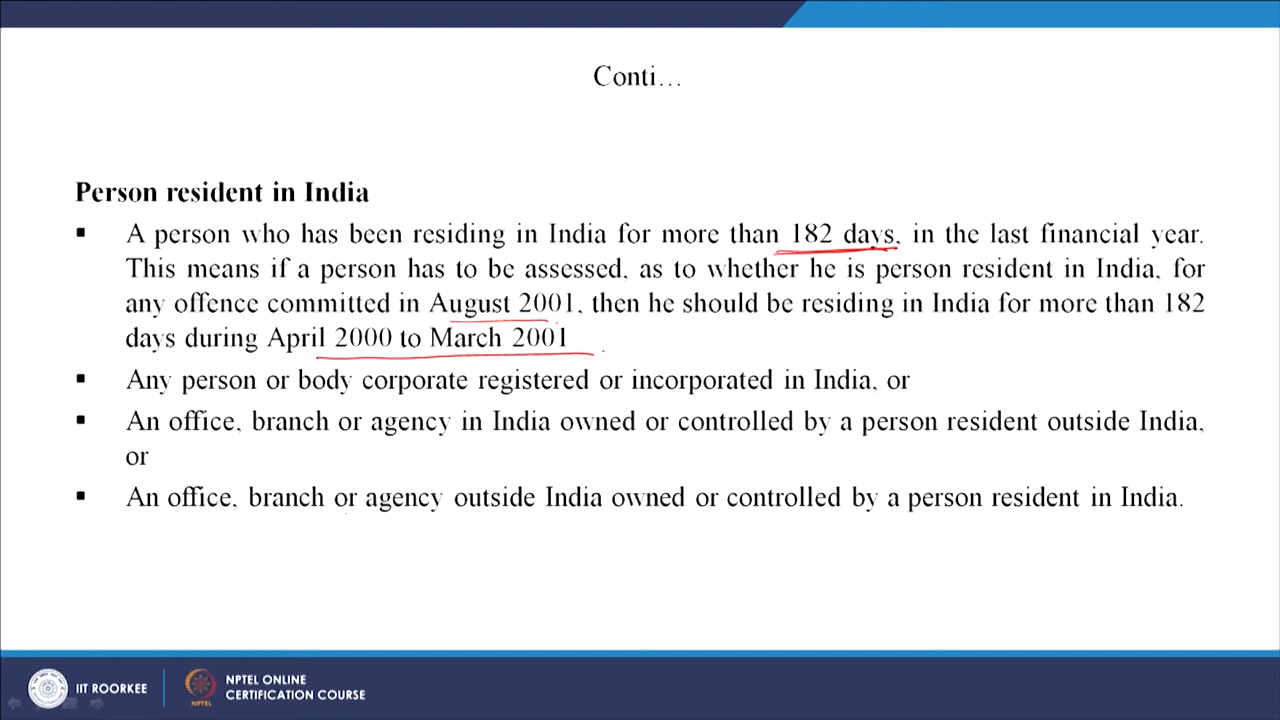 Conti…
Person resident in India
▪ A person who has been residing in India for more than 182 days, in the last financial year.
This means if a person has to be assessed, as to whether he is person resident in India, for
any offence committed in August 2001, then he should be residing in India for more than 182
days during April 2000 to March 2001
▪ Any person or body corporate registered or incorporated in India, or
▪ An office, branch or agency in India owned or controlled by a person resident outside India,
or
▪ An office, branch or agency outside India owned or controlled by a person resident in India.
IIT ROORKEE
NPTEL
NPTEL ONLINE
CERTIFICATION COURSE